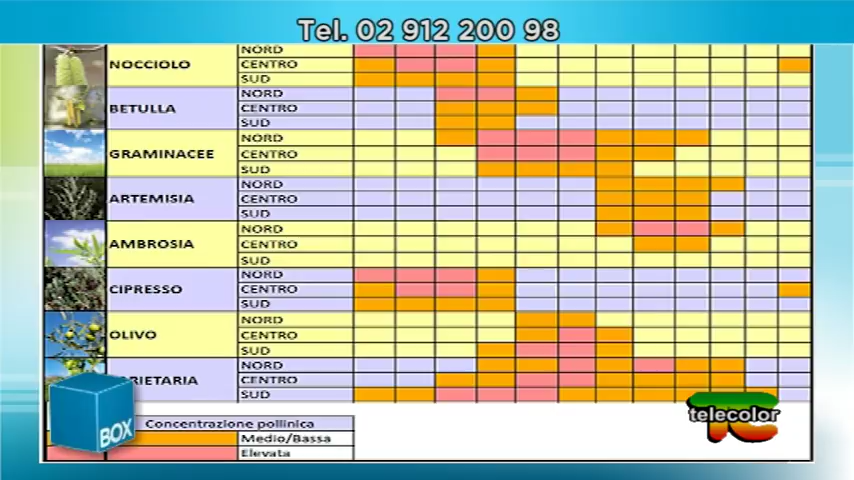 Tel. 02 912 200 98
NOCCIOLO
NORD
CENTRO
SUD
BETULLA
NORD
CENTRO
SUD
GRAMINACEE
NORD
CENTRO
SUD
ARTEMISIA
NORD
CENTRO
SUD
AMBROSIA
NORD
CENTRO
SUD
CIPRESSO
NORD
CENTRO
SUD
OLIVO
NORD
CENTRO
SUD
RIETARIA
NORD
CENTRO
SUD
BOX
telecolor
TC
Concentrazione pollinica
Medio/Bassa
Elevata